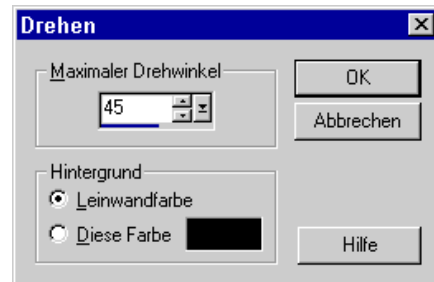 Drehen
Maximaler Drehwinkel
45
OK
Abbrechen
Hintergrund
Leinwandfarbe
Diese Farbe
Hilfe